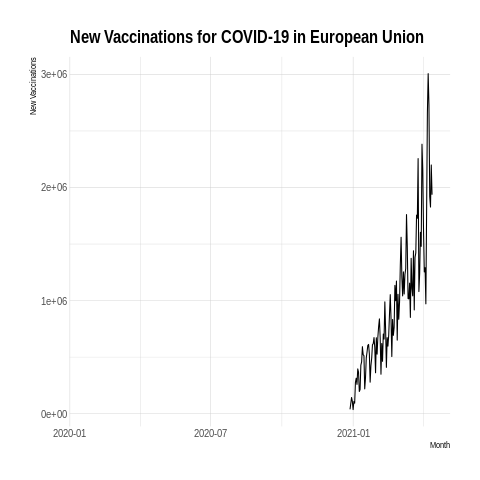 New Vaccinations for COVID-19 in European Union
New Vaccinations
3e+06
2e+06
1e+06
0e+00
2020-01 2020-07 2021-01
Month